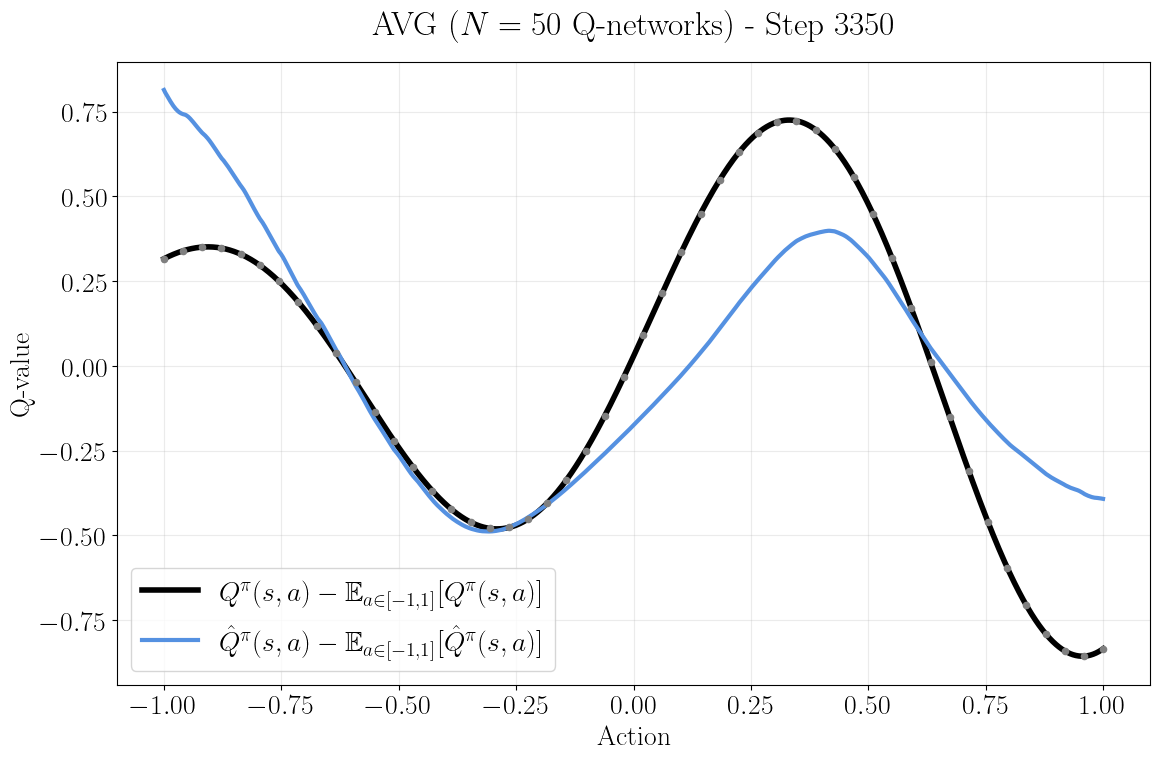 AVG (N = 50 Q-networks) - Step 3350
Q-value
0.75
0.50
0.25
0.00
−0.25
−0.50
−0.75
Q^π(s, a) − 𝔼_{a∈[−1,1]}[Q^π(s, a)]
Q̂^π(s, a) − 𝔼_{a∈[−1,1]}[Q̂^π(s, a)]
−1.00 −0.75 −0.50 −0.25 0.00 0.25 0.50 0.75 1.00
Action